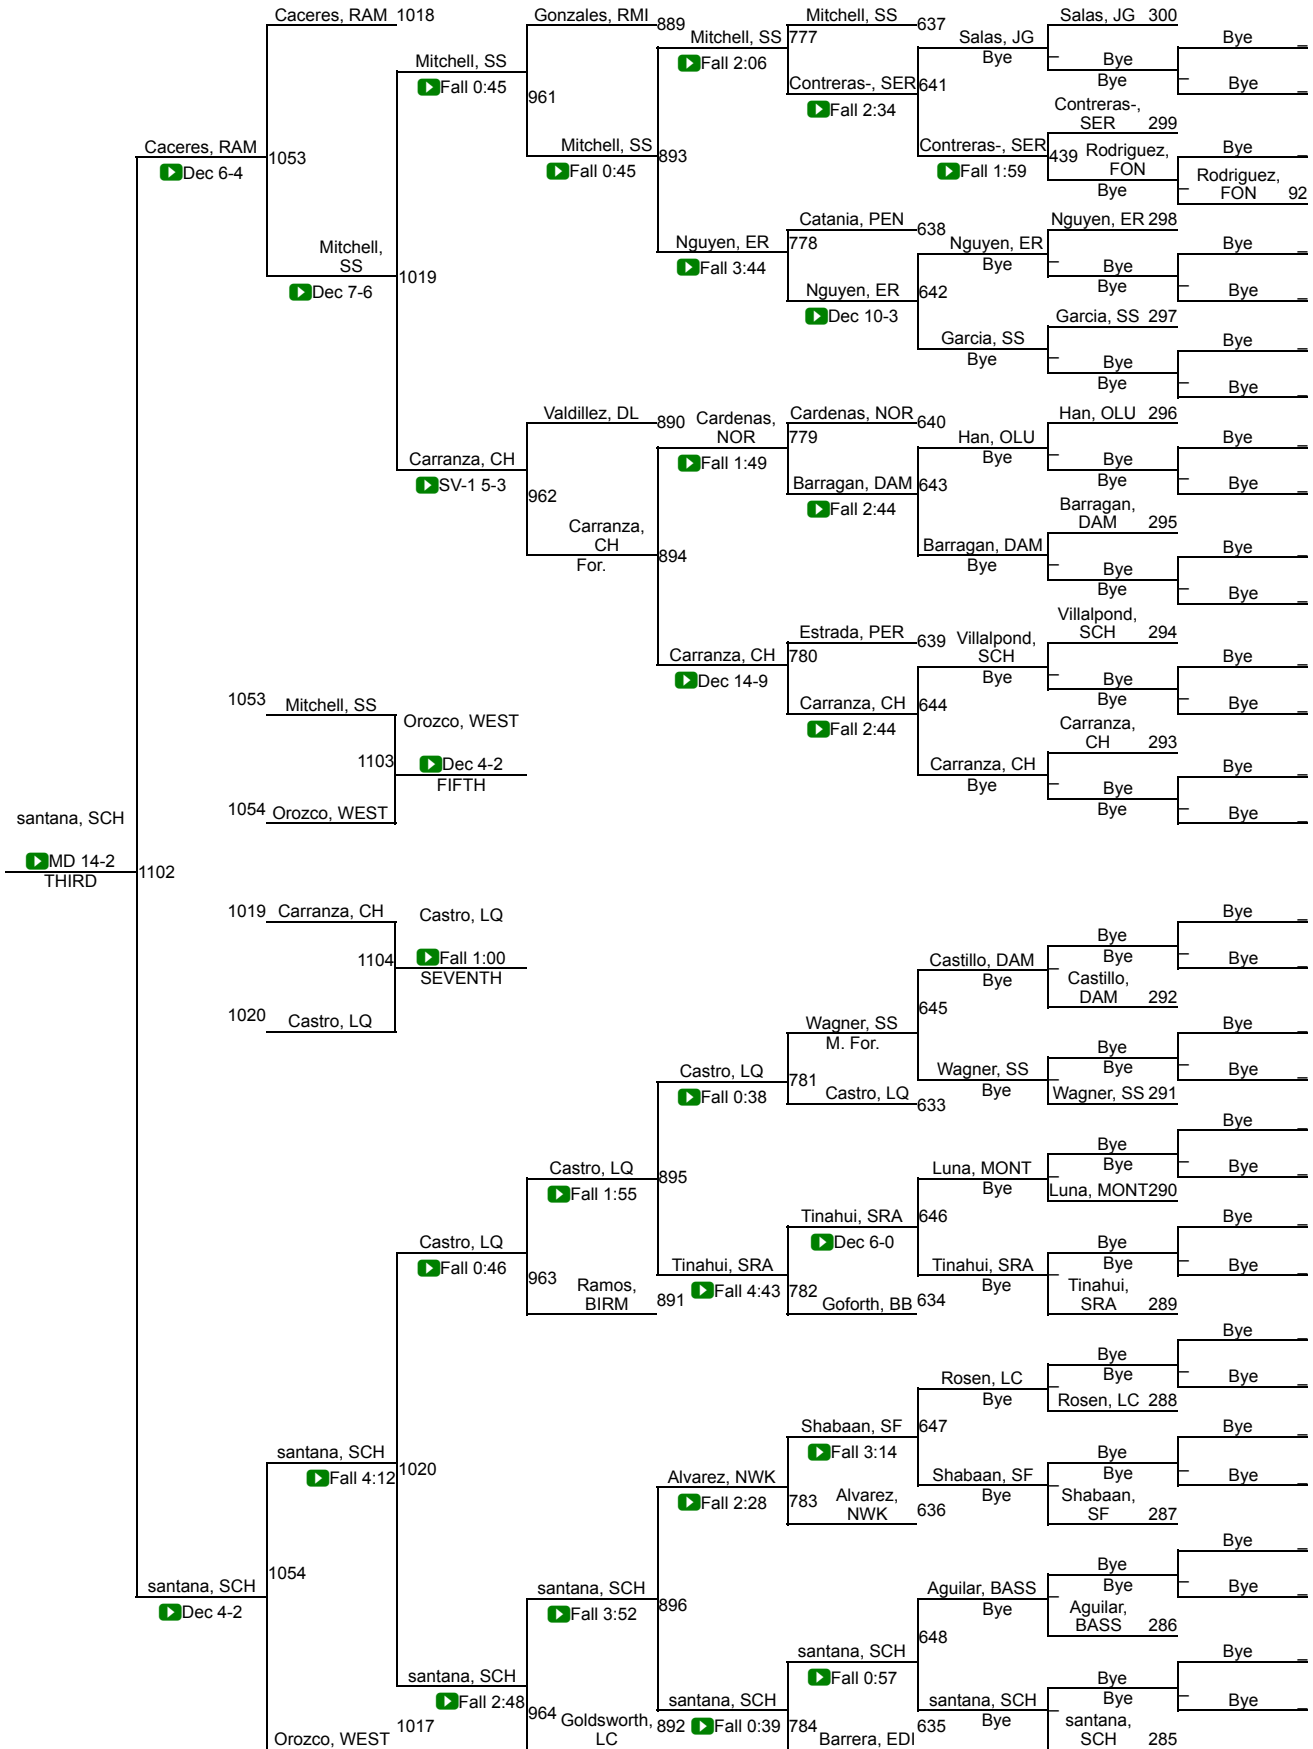 Caceres, RAM 1018
Gonzales, RMI 889
Mitchell, SS 637
Salas, JG 300
Mitchell, SS 777
Salas, JG
Bye
Bye
Bye
Bye _
Bye _
Mitchell, SS
Fall 0:45
Fall 2:06
961
Contreras-, SER 641
Fall 2:34
Contreras-,
SER 299
Caceres, RAM
Dec 6-4
1053
Mitchell, SS
Fall 0:45
893
Contreras-, SER
Fall 1:59
439 Rodriguez,
FON
Bye
Bye _
Rodriguez,
FON 92
Catania, PEN 638
Nguyen, ER 298
Mitchell,
SS
Dec 7-6
1019
Nguyen, ER
Fall 3:44
778
Nguyen, ER
Bye
Bye
Bye
Bye _
Bye _
Nguyen, ER 642
Dec 10-3
Garcia, SS 297
Garcia, SS
Bye
Bye
Bye
Bye _
Bye _
Valdillez, DL 890
Cardenas,
NOR
Fall 1:49
Cardenas, NOR 640
779
Han, OLU 296
Han, OLU
Bye
Bye
Bye
Bye _
Bye _
Carranza, CH
SV-1 5-3
962
Barragan, DAM 643
Fall 2:44
Barragan,
DAM 295
Carranza,
CH
For.
894
Barragan, DAM
Bye
Bye
Bye
Bye _
Bye _
Estrada, PER 639
Villalpond,
SCH 294
Carranza, CH
Dec 14-9
780
Villalpond,
SCH
Bye
Bye
Bye
Bye _
Bye _
1053 Mitchell, SS
Orozco, WEST
Carranza, CH 644
Fall 2:44
Carranza,
CH 293
1103
Dec 4-2
FIFTH
Carranza, CH
Bye
Bye
Bye
Bye _
Bye _
1054 Orozco, WEST
santana, SCH
MD 14-2
THIRD
1102
1019 Carranza, CH
Castro, LQ
1104
Fall 1:00
SEVENTH
1020 Castro, LQ
Castillo, DAM
Bye
Bye
Bye
Castillo,
DAM 292
Bye _
Bye _
645
Wagner, SS
M. For.
Castro, LQ
Fall 0:38
781
Castro, LQ 633
Wagner, SS
Bye
Bye
Bye
Wagner, SS 291
Bye _
Bye _
Castro, LQ
Fall 1:55
895
Luna, MONT
Bye
Bye
Bye
Luna, MONT 290
Bye _
Bye _
Tinahui, SRA 646
Dec 6-0
Castro, LQ
Fall 0:46
963
Ramos,
BIRM 891
Tinahui, SRA
Fall 4:43
782
Goforth, BB 634
Tinahui, SRA
Bye
Bye
Bye
Tinahui,
SRA 289
Bye _
Bye _
Rosen, LC
Bye
Bye
Bye
Rosen, LC 288
Bye _
Bye _
santana, SCH
Fall 4:12
1020
Shabaan, SF 647
Fall 3:14
Alvarez, NWK
Fall 2:28
783
Alvarez,
NWK 636
Shabaan, SF
Bye
Bye
Bye
Shabaan,
SF 287
Bye _
Bye _
santana, SCH
Dec 4-2
1054
santana, SCH
Fall 3:52
896
Aguilar, BASS
Bye
Bye
Bye
Aguilar,
BASS 286
Bye _
Bye _
santana, SCH 648
Fall 0:57
santana, SCH
Fall 2:48
964
Goldsworth,
LC 892
santana, SCH
Fall 0:39
784
Barrera, EDI 635
santana, SCH
Bye
Bye
Bye
santana,
SCH 285
Bye _
Bye _
Orozco, WEST 1017